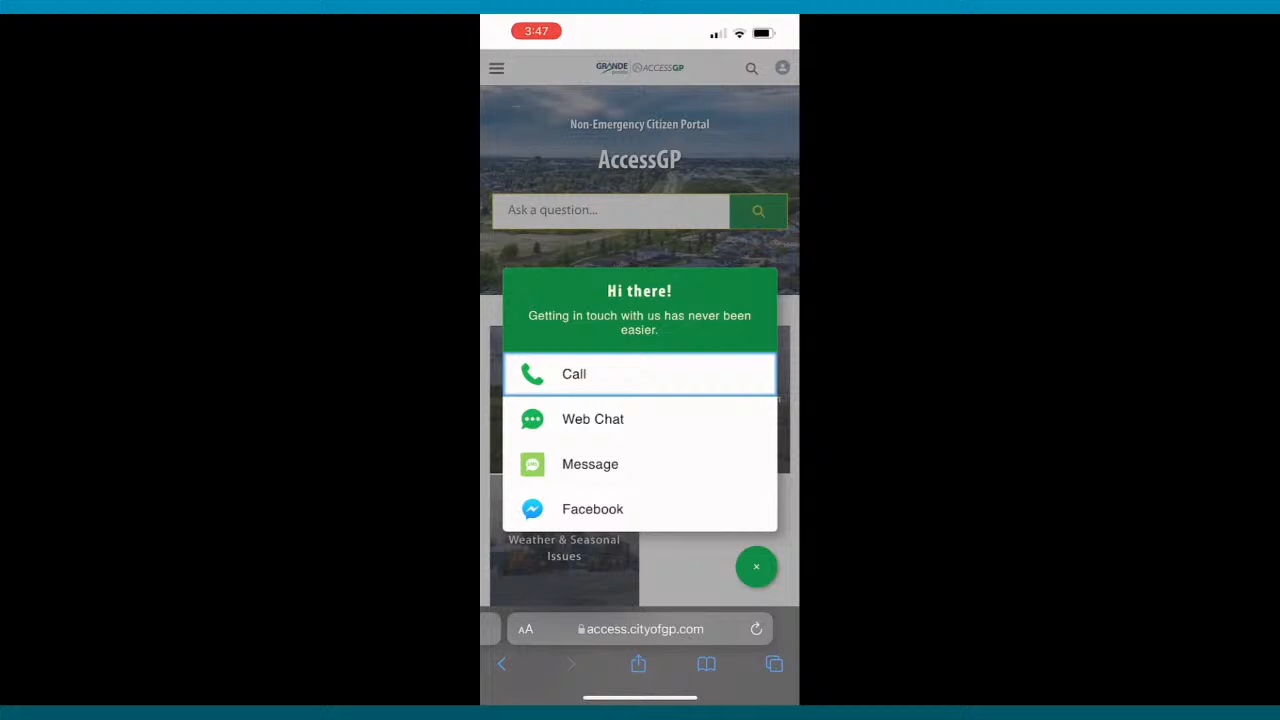 3:47
GRANDE
ACCESSGP
Non-Emergency Citizen Portal
AccessGP
Ask a question...
Hi there!
Getting in touch with us has never been
easier.
Call
Web Chat
Message
Facebook
Weather & Seasonal
Issues
×
AA
access.cityofgp.com